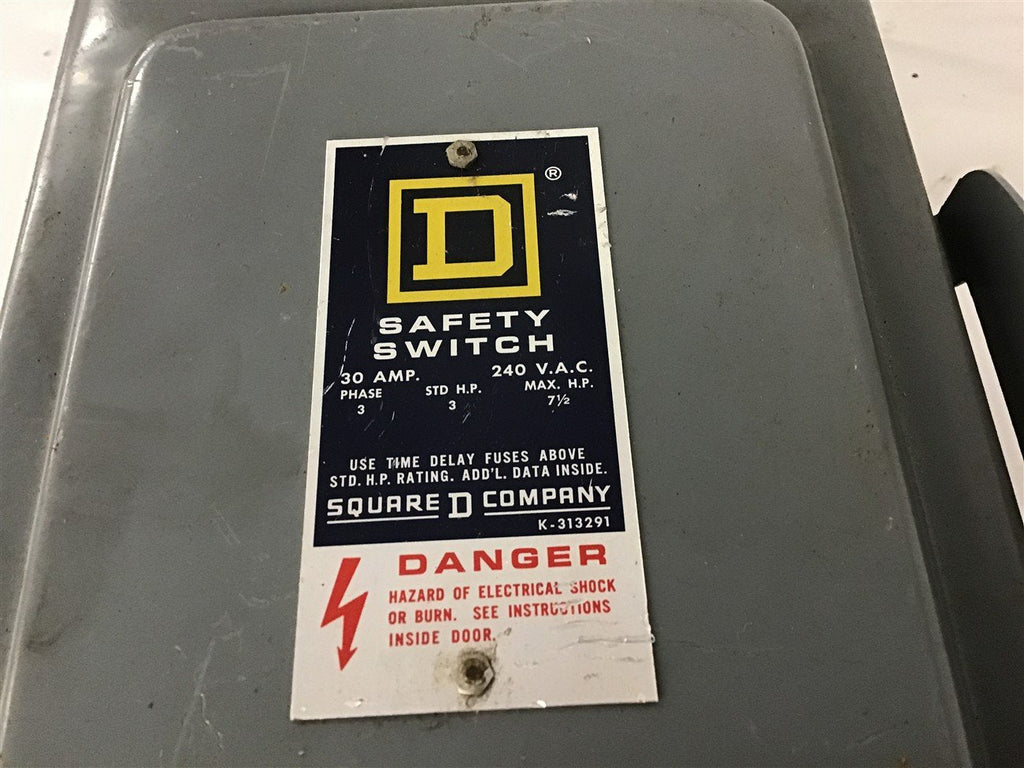 D ®
SAFETY
SWITCH
30 AMP. 240 V.A.C.
PHASE STD H.P. MAX. H.P.
3 3 7½
USE TIME DELAY FUSES ABOVE
STD. H.P. RATING. ADD'L. DATA INSIDE.
SQUARE D COMPANY
K-313291
DANGER
HAZARD OF ELECTRICAL SHOCK
OR BURN. SEE INSTRUCTIONS
INSIDE DOOR.